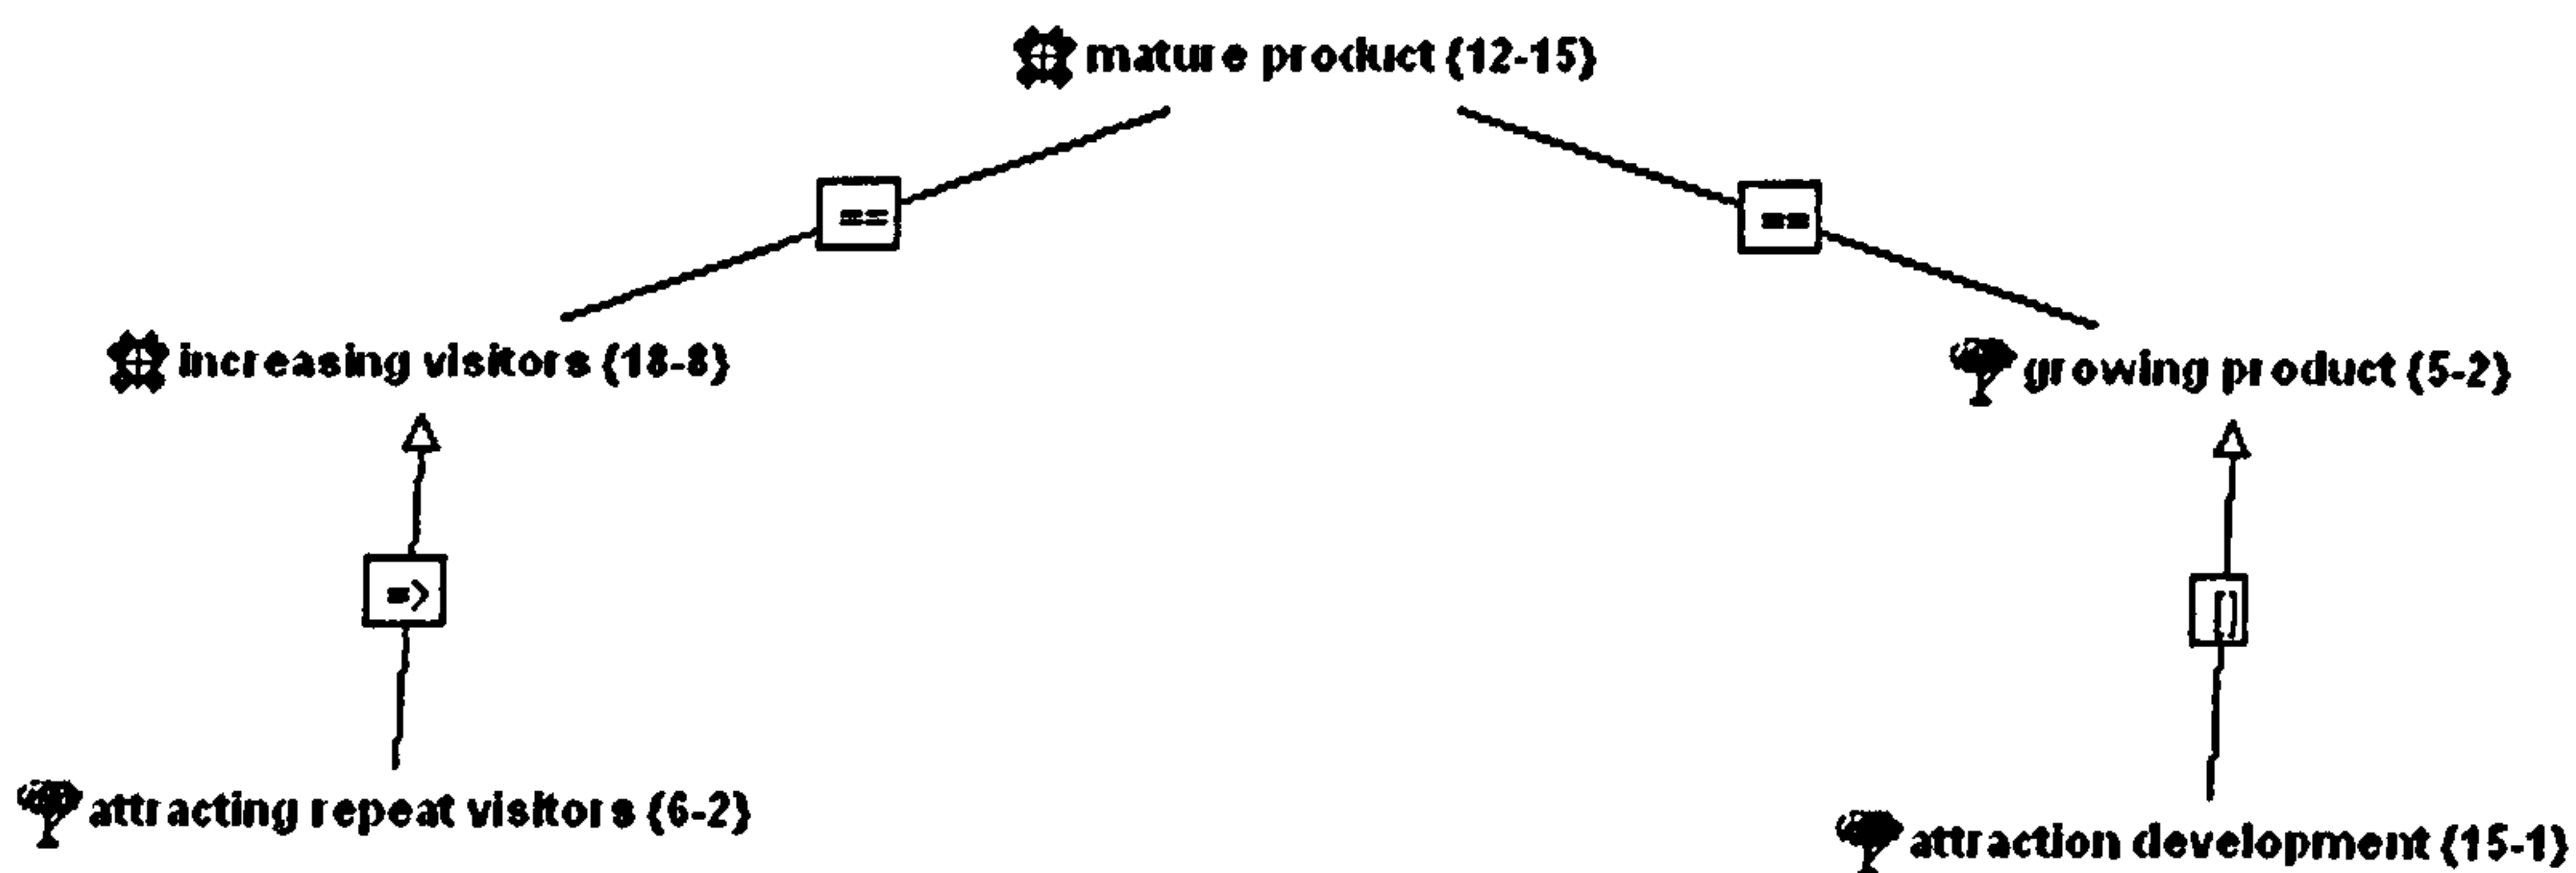 mature product {12-15}
==
==
increasing visitors {18-8}
growing product {5-2}
=>
[]
attracting repeat visitors {6-2}
attraction development {15-1}